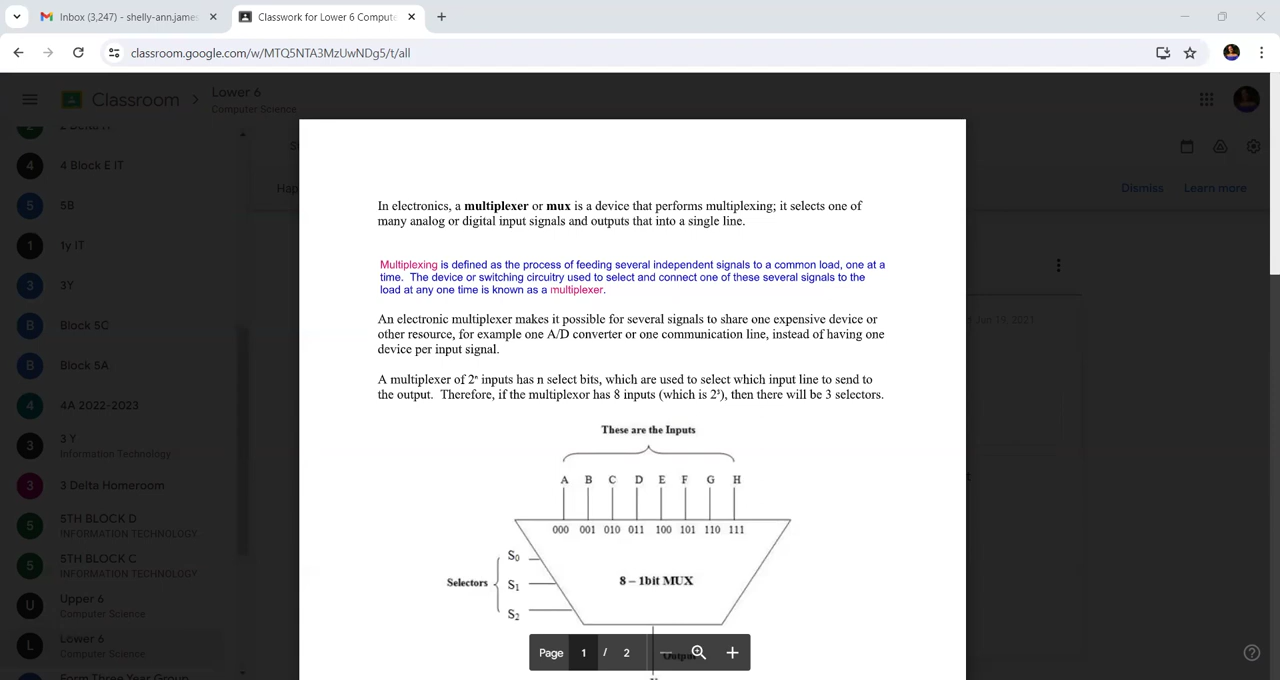 Inbox (3,247) - shelly-ann.james
Classwork for Lower 6 Compute
classroom.google.com/w/MTQ5NTA3MzUwNDg5/t/all
Classroom
Lower 6
Computer Science
4 Block E IT
5B
1y IT
3Y
Block 5C
Block 5A
4A 2022-2023
3 Y
Information Technology
3 Delta Homeroom
5TH BLOCK D
INFORMATION TECHNOLOGY
5TH BLOCK C
INFORMATION TECHNOLOGY
Upper 6
Computer Science
Lower 6
Computer Science
Form Three Year Group
Dismiss
Learn more
Jun 19, 2021
In electronics, a multiplexer or mux is a device that performs multiplexing; it selects one of
many analog or digital input signals and outputs that into a single line.
Multiplexing is defined as the process of feeding several independent signals to a common load, one at a
time. The device or switching circuitry used to select and connect one of these several signals to the
load at any one time is known as a multiplexer.
An electronic multiplexer makes it possible for several signals to share one expensive device or
other resource, for example one A/D converter or one communication line, instead of having one
device per input signal.
A multiplexer of 2ⁿ inputs has n select bits, which are used to select which input line to send to
the output. Therefore, if the multiplexor has 8 inputs (which is 2³), then there will be 3 selectors.
These are the Inputs
A B C D E F G H
000 001 010 011 100 101 110 111
S0
Selectors
S1
S2
8 – 1bit MUX
Output
Page 1 / 2